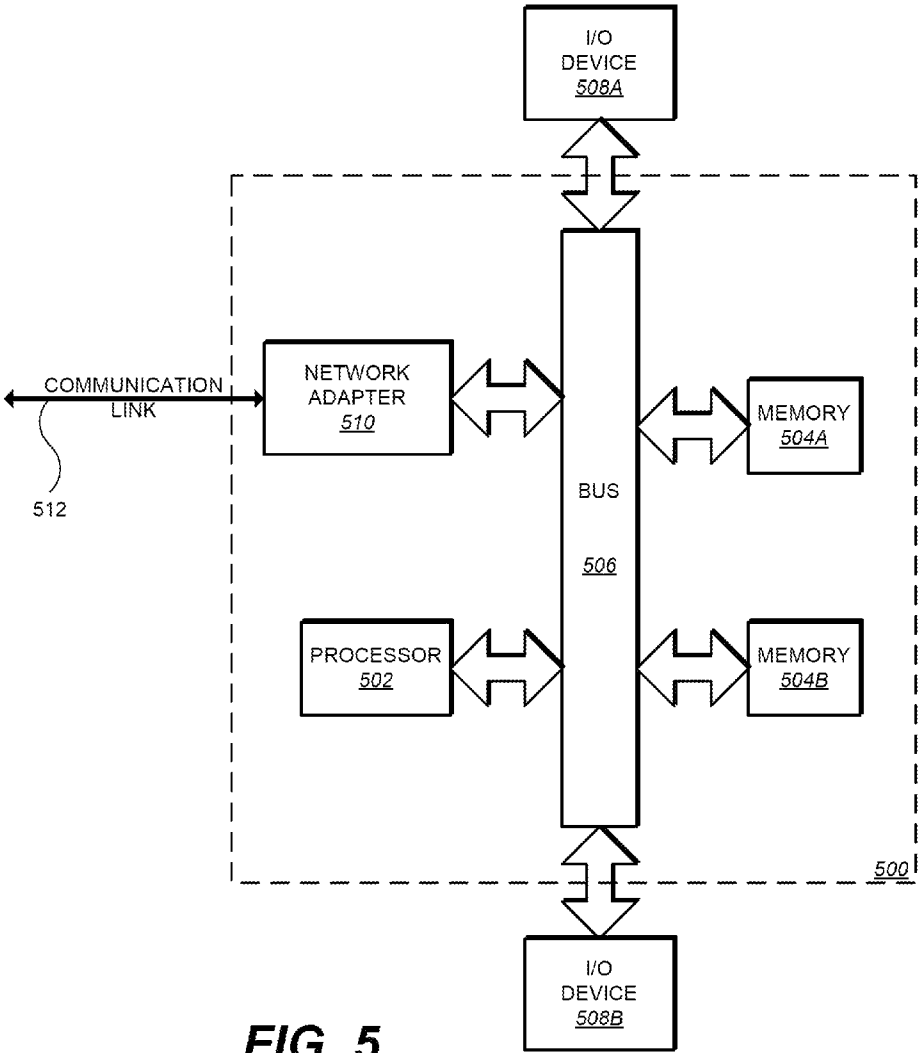 I/O
DEVICE
508A
NETWORK
ADAPTER
510
COMMUNICATION
LINK
512
MEMORY
504A
BUS
506
PROCESSOR
502
MEMORY
504B
500
I/O
DEVICE
508B
FIG. 5